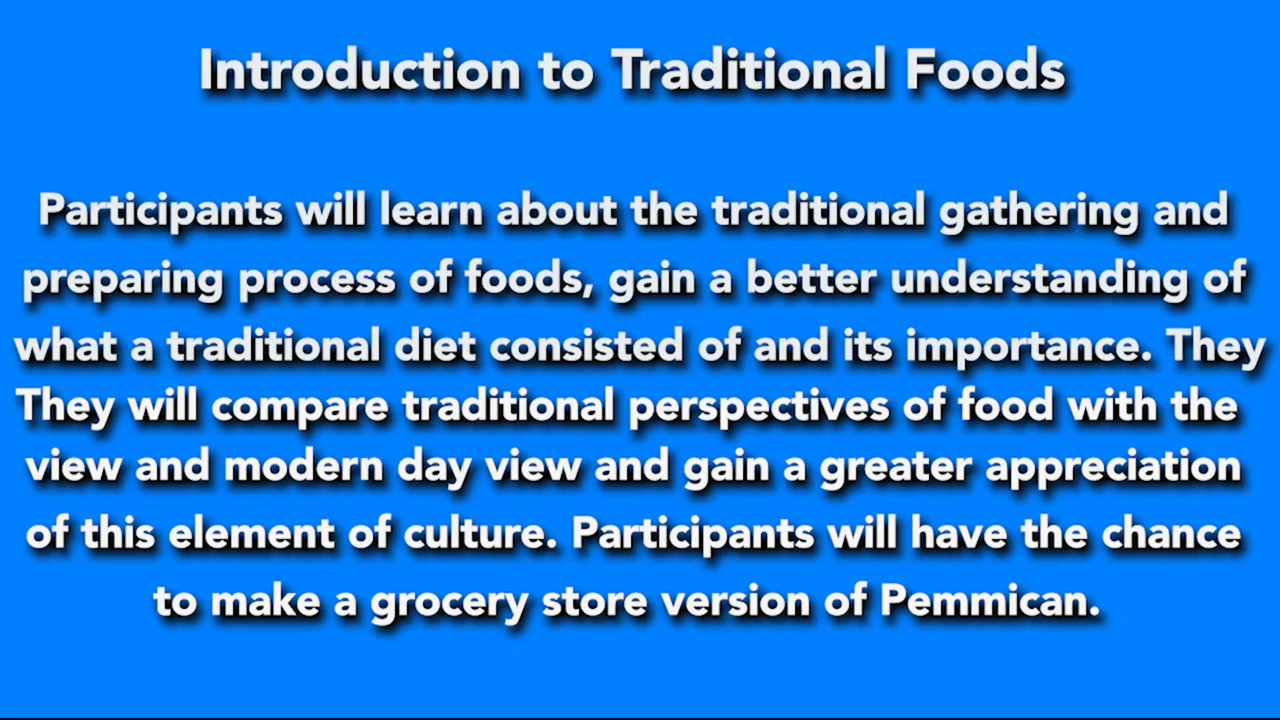 Introduction to Traditional Foods
Participants will learn about the traditional gathering and
preparing process of foods, gain a better understanding of
what a traditional diet consisted of and its importance. They
They will compare traditional perspectives of food with the
view and modern day view and gain a greater appreciation
of this element of culture. Participants will have the chance
to make a grocery store version of Pemmican.